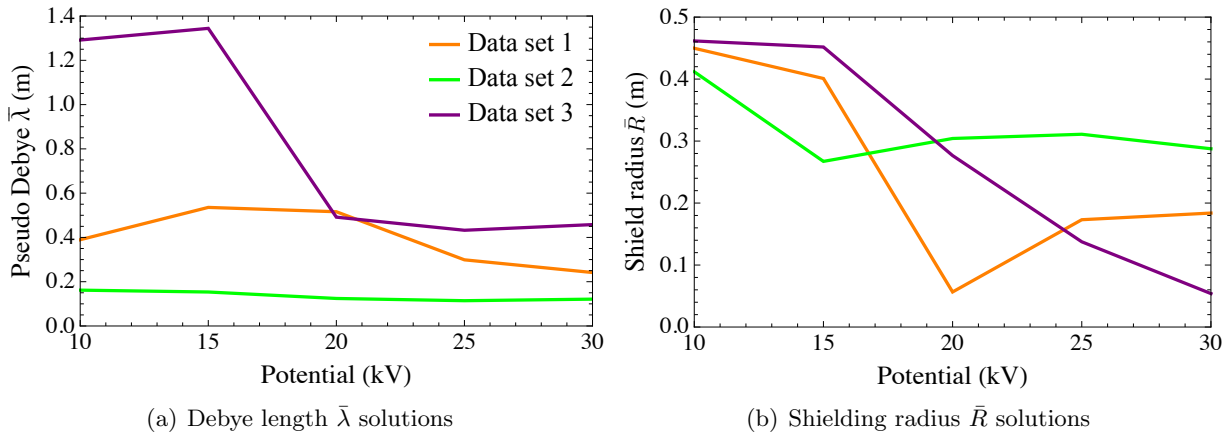 1.4
1.2
1.0
0.8
0.6
0.4
0.2
0.0
Pseudo Debye λ̄ (m)
Data set 1
Data set 2
Data set 3
10 15 20 25 30
Potential (kV)
(a) Debye length λ̄ solutions
0.5
0.4
0.3
0.2
0.1
0.0
Shield radius R̄ (m)
10 15 20 25 30
Potential (kV)
(b) Shielding radius R̄ solutions